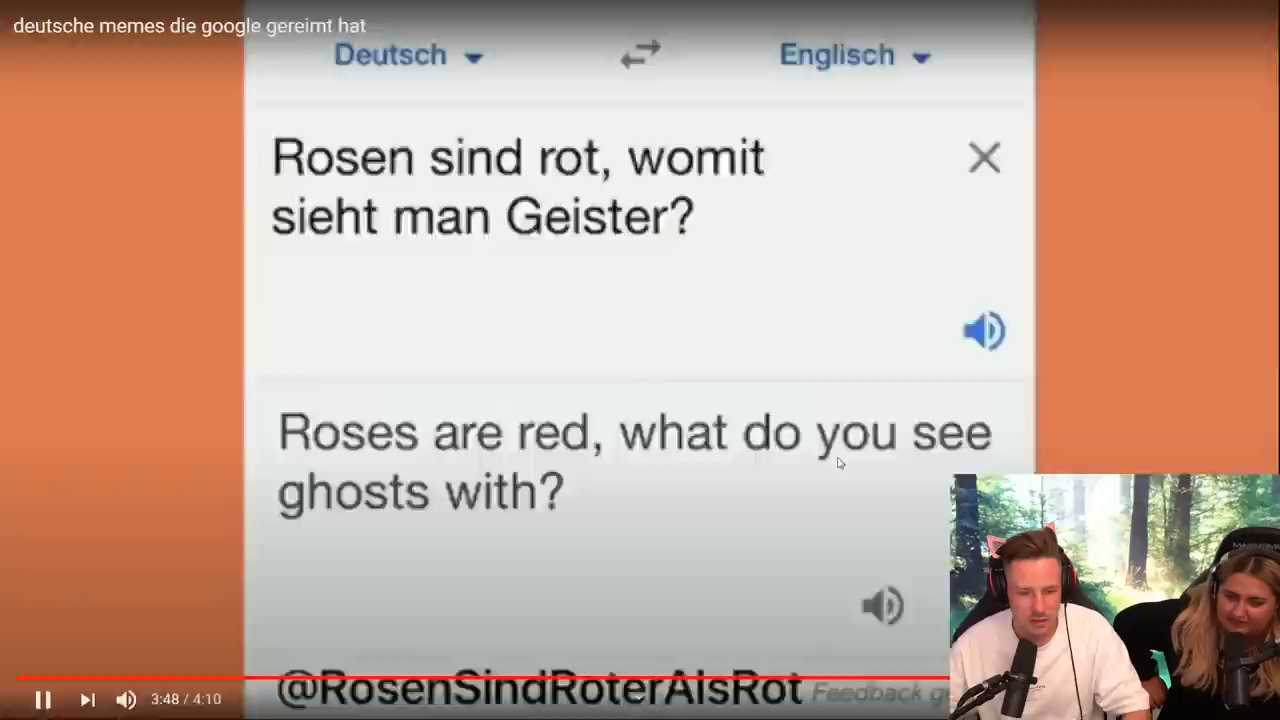 deutsche memes die google gereimt hat
Deutsch Englisch
Rosen sind rot, womit
sieht man Geister?
Roses are red, what do you see
ghosts with?
@RosenSindRoterAlsRot Feedback g
3:48 / 4:10